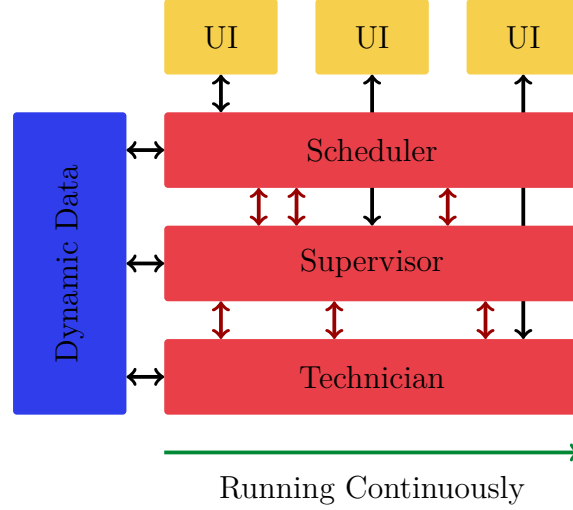 UI
UI
UI
Scheduler
Dynamic Data
Supervisor
Technician
Running Continuously